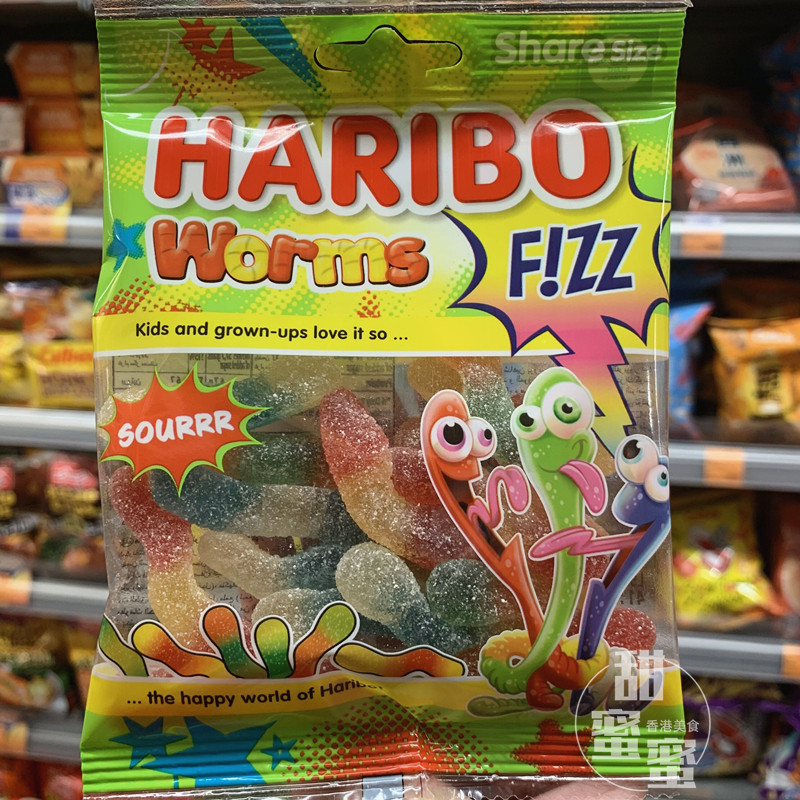 Share Size
HARIBO
Worms
F!ZZ
Kids and grown-ups love it so ...
SOURRR
... the happy world of Haribo.
甜
蜜
蜜
香港美食